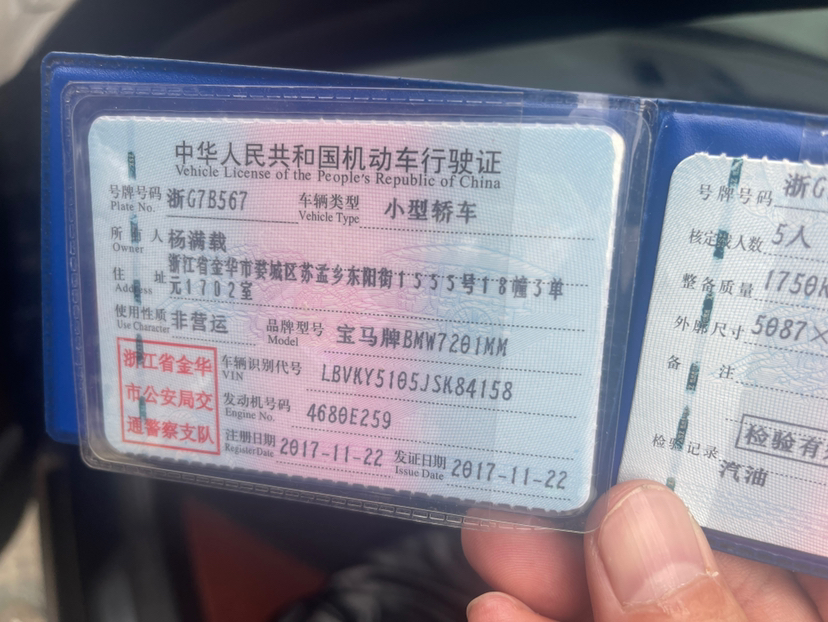 中华人民共和国机动车行驶证
Vehicle License of the People's Republic of China
号牌号码 浙G7B567 车辆类型 小型轿车
Plate No. Vehicle Type
所有人 杨满载
Owner
住址 浙江省金华市婺城区苏孟乡东阳街1555号18幢3单
Address 元1702室
使用性质 非营运 品牌型号 宝马牌BMW7201MM
Use Character Model
浙江省金华
市公安局交
通警察支队
车辆识别代号 LBVKY5105JSK84158
VIN
发动机号码 4680E259
Engine No.
注册日期 2017-11-22 发证日期 2017-11-22
Register Date Issue Date
号牌号码 浙G
核定载人数 5人
整备质量 1750K
外廓尺寸 5087×
备注
检验有
检验记录
汽油